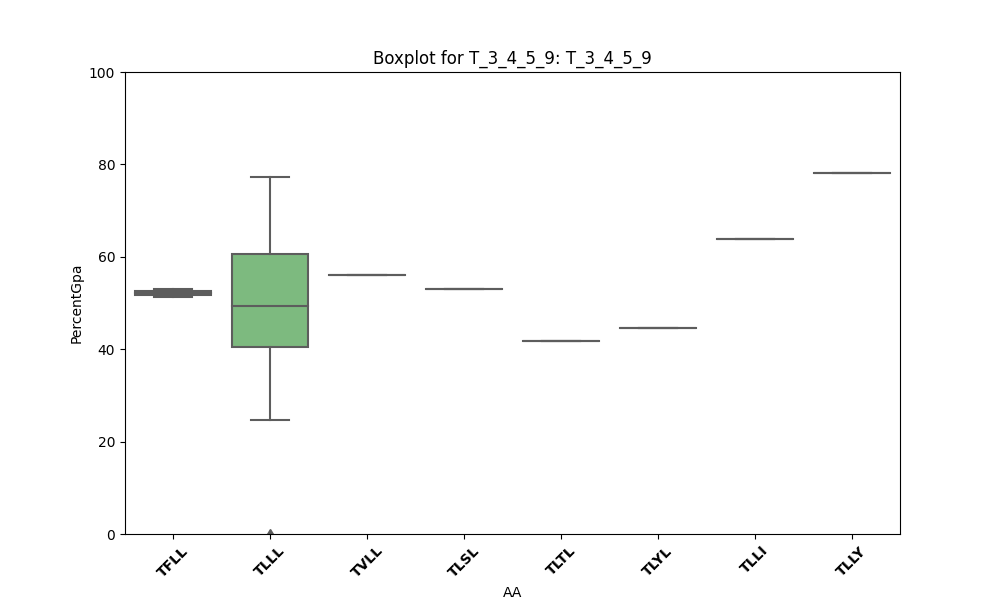 Boxplot for T_3_4_5_9: T_3_4_5_9
100
80
60
40
20
0
PercentGpa
TFLL
TLLL
TVLL
TLSL
TLTL
TLYL
TLLI
TLLY
AA